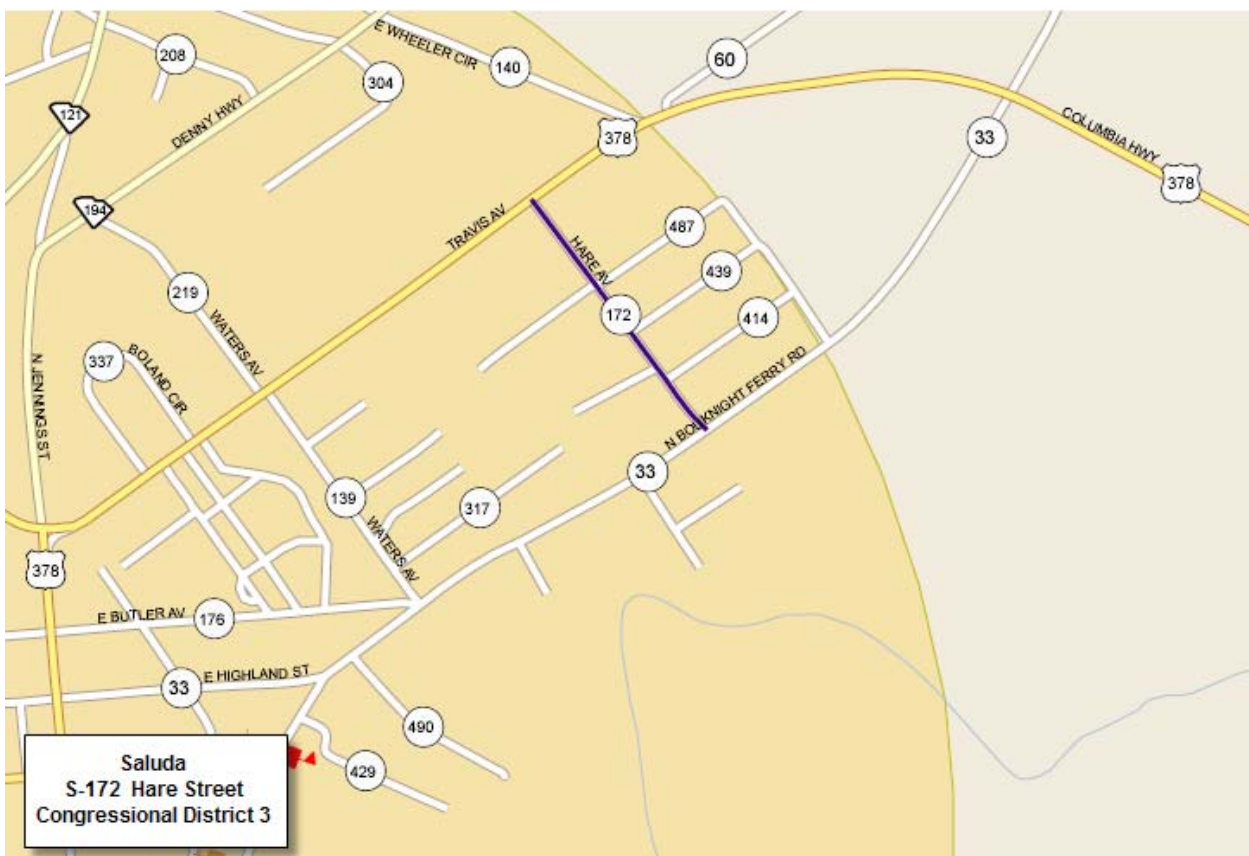 E WHEELER CIR
208
140
60
304
121
DENNY HWY
378
33
COLUMBIA HWY
378
194
TRAVIS AV
487
HARE AV
439
219
172
414
WATERS AV
337
BOLAND CIR
N JENNINGS ST
N BOUKNIGHT FERRY RD
33
139
317
WATERS AV
378
E BUTLER AV
176
E HIGHLAND ST
33
490
429
Saluda
S-172 Hare Street
Congressional District 3